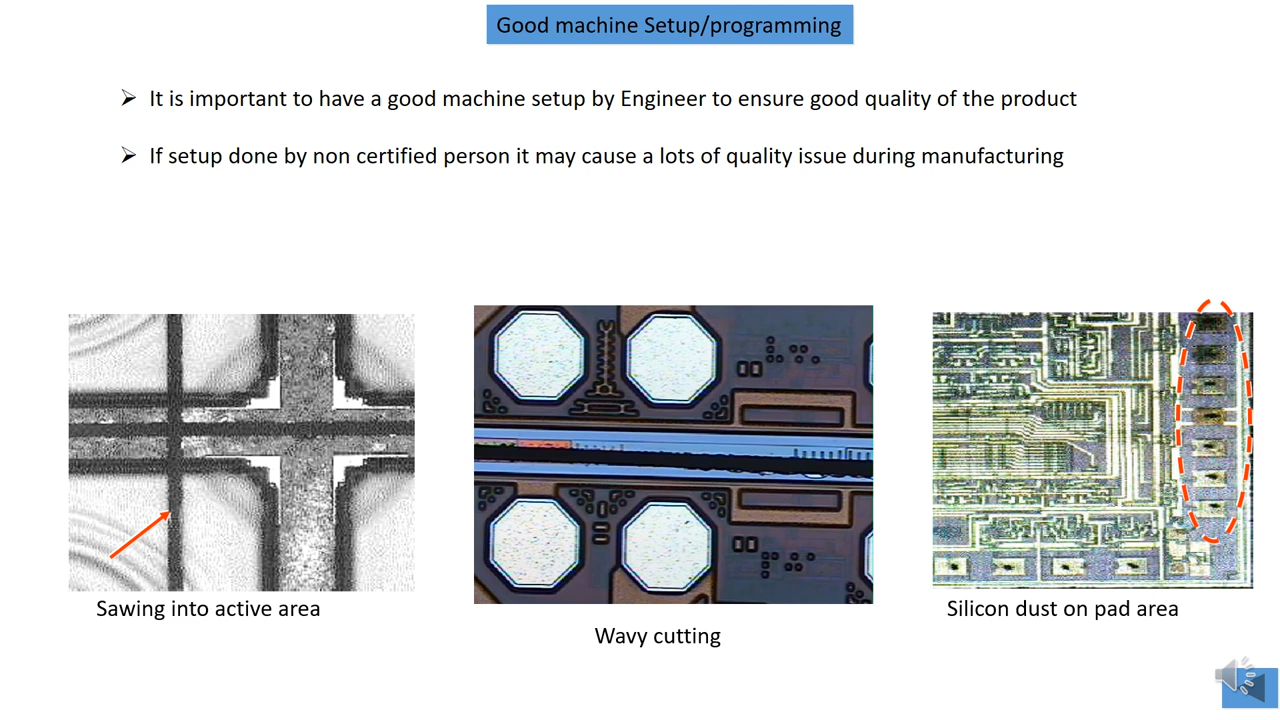 Good machine Setup/programming
It is important to have a good machine setup by Engineer to ensure good quality of the product
If setup done by non certified person it may cause a lots of quality issue during manufacturing
Sawing into active area
Wavy cutting
Silicon dust on pad area